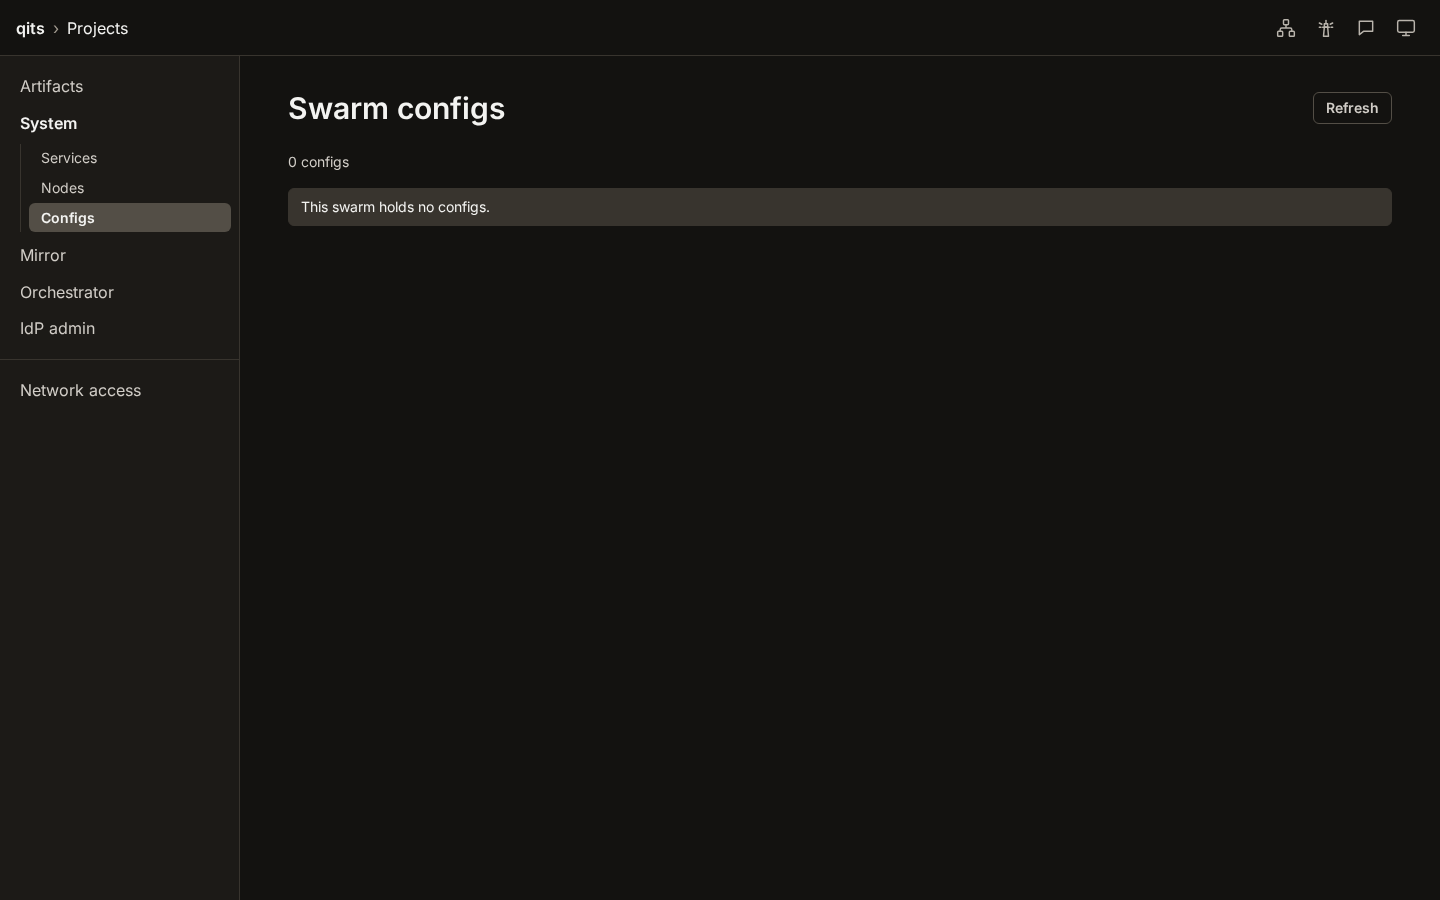 qits › Projects
Artifacts
System
Services
Nodes
Configs
Mirror
Orchestrator
IdP admin
Network access
Swarm configs
Refresh
0 configs
This swarm holds no configs.